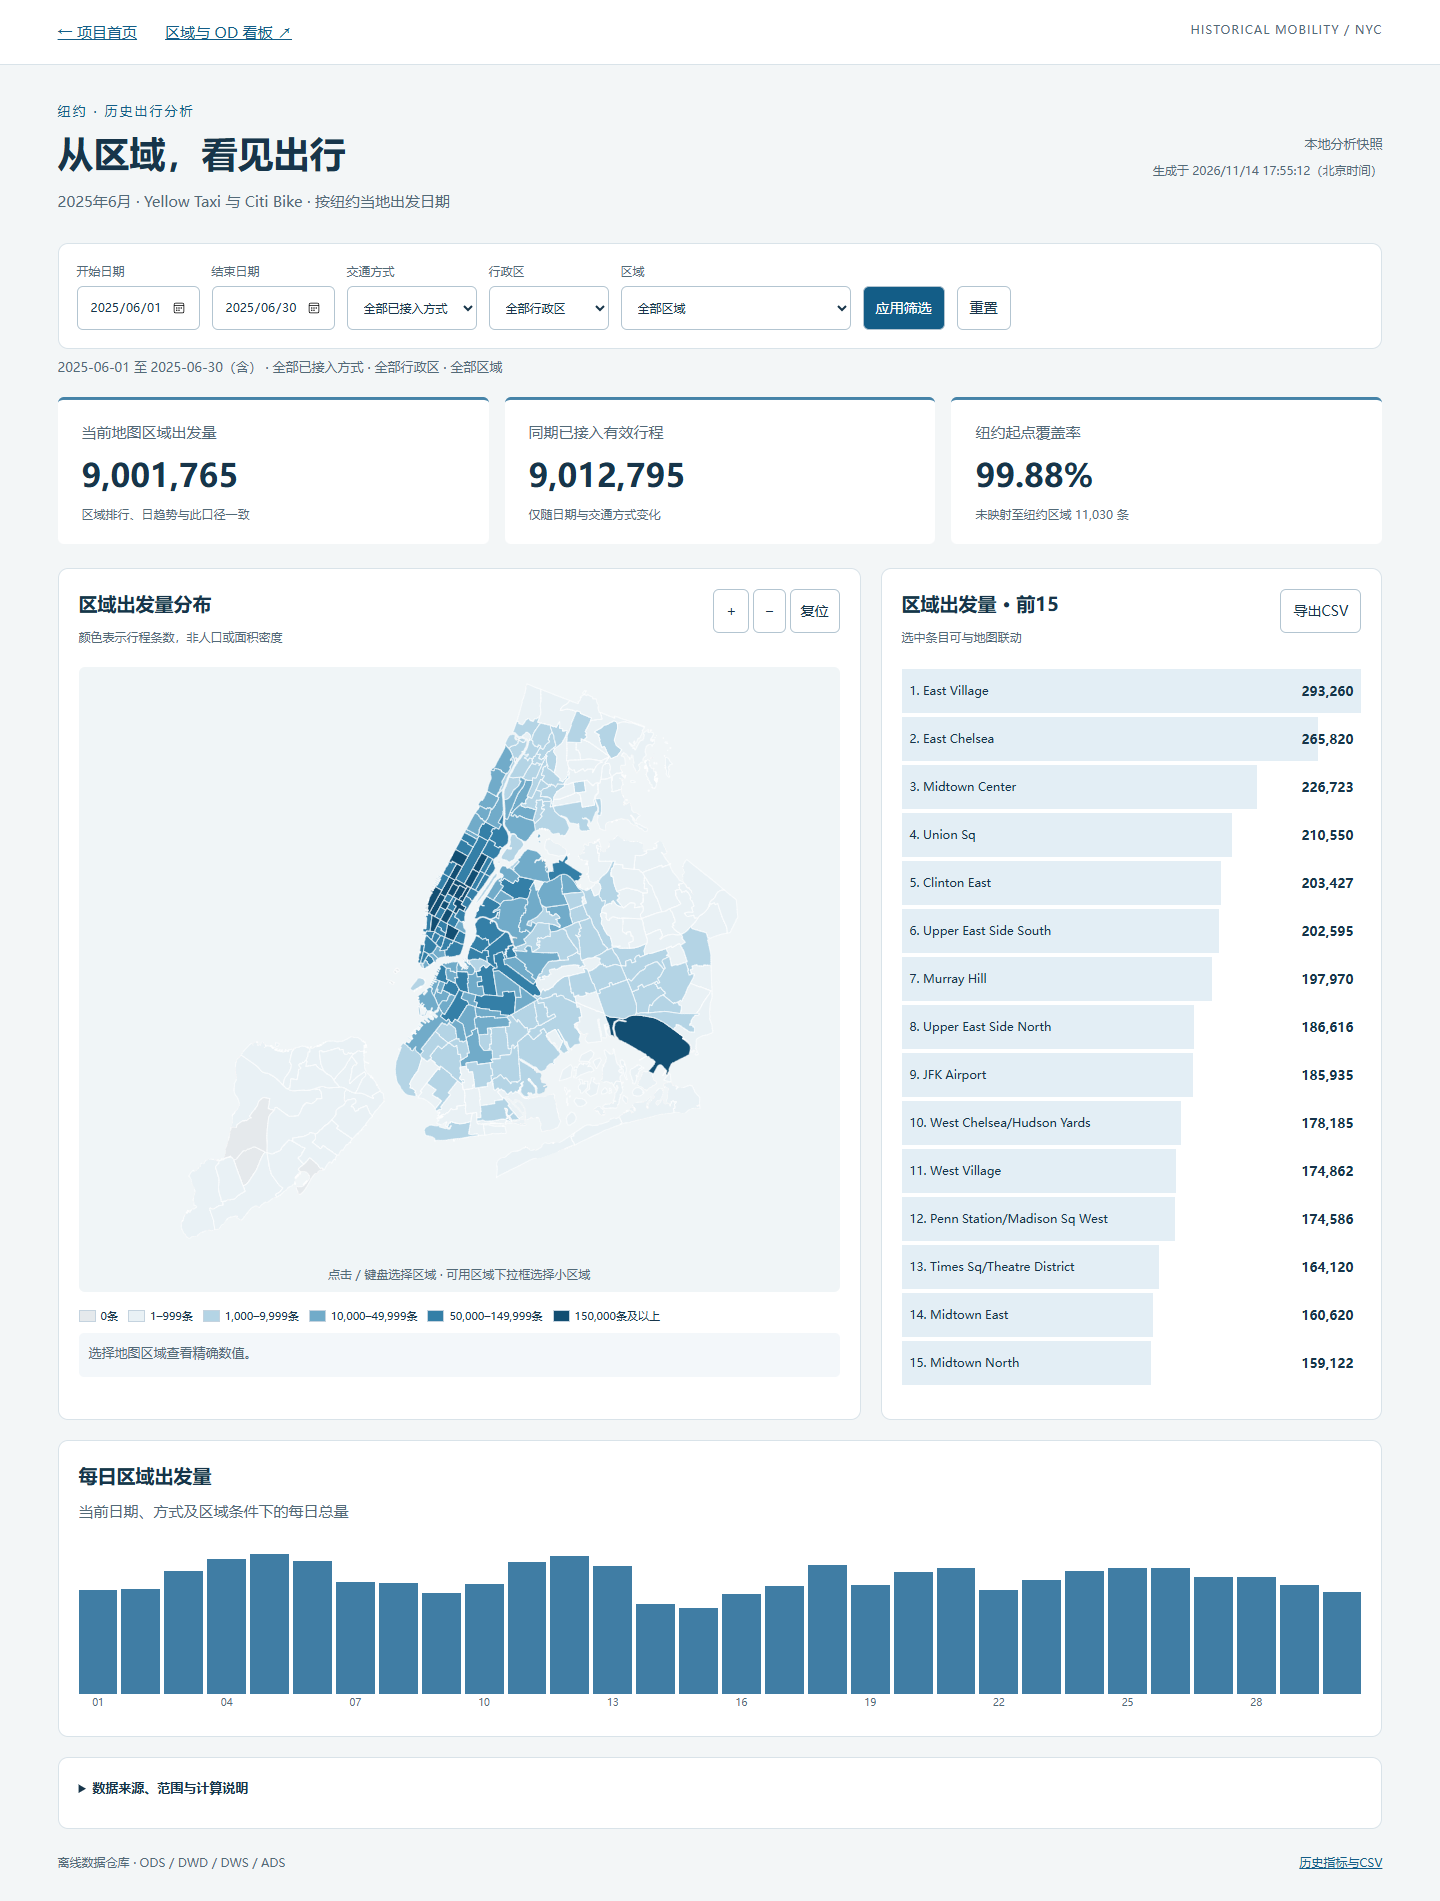 ← 项目首页 区域与 OD 看板 ↗
HISTORICAL MOBILITY / NYC
纽约 · 历史出行分析
从区域，看见出行
2025年6月 · Yellow Taxi 与 Citi Bike · 按纽约当地出发日期
本地分析快照
生成于 2026/11/14 17:55:12（北京时间）
开始日期 结束日期 交通方式 行政区 区域
2025/06/01 2025/06/30 全部已接入方式 全部行政区 全部区域 应用筛选 重置
2025-06-01 至 2025-06-30（含） · 全部已接入方式 · 全部行政区 · 全部区域
当前地图区域出发量
9,001,765
区域排行、日趋势与此口径一致
同期已接入有效行程
9,012,795
仅随日期与交通方式变化
纽约起点覆盖率
99.88%
未映射至纽约区域 11,030 条
区域出发量分布
颜色表示行程条数，非人口或面积密度
+ − 复位
点击 / 键盘选择区域 · 可用区域下拉框选择小区域
0条 1–999条 1,000–9,999条 10,000–49,999条 50,000–149,999条 150,000条及以上
选择地图区域查看精确数值。
区域出发量 · 前15
选中条目可与地图联动
导出CSV
1. East Village 293,260
2. East Chelsea 265,820
3. Midtown Center 226,723
4. Union Sq 210,550
5. Clinton East 203,427
6. Upper East Side South 202,595
7. Murray Hill 197,970
8. Upper East Side North 186,616
9. JFK Airport 185,935
10. West Chelsea/Hudson Yards 178,185
11. West Village 174,862
12. Penn Station/Madison Sq West 174,586
13. Times Sq/Theatre District 164,120
14. Midtown East 160,620
15. Midtown North 159,122
每日区域出发量
当前日期、方式及区域条件下的每日总量
01 04 07 10 13 16 19 22 25 28
▶ 数据来源、范围与计算说明
离线数据仓库 · ODS / DWD / DWS / ADS
历史指标与CSV